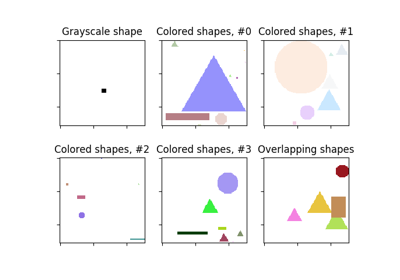 Grayscale shape
Colored shapes, #0
Colored shapes, #1
Colored shapes, #2
Colored shapes, #3
Overlapping shapes